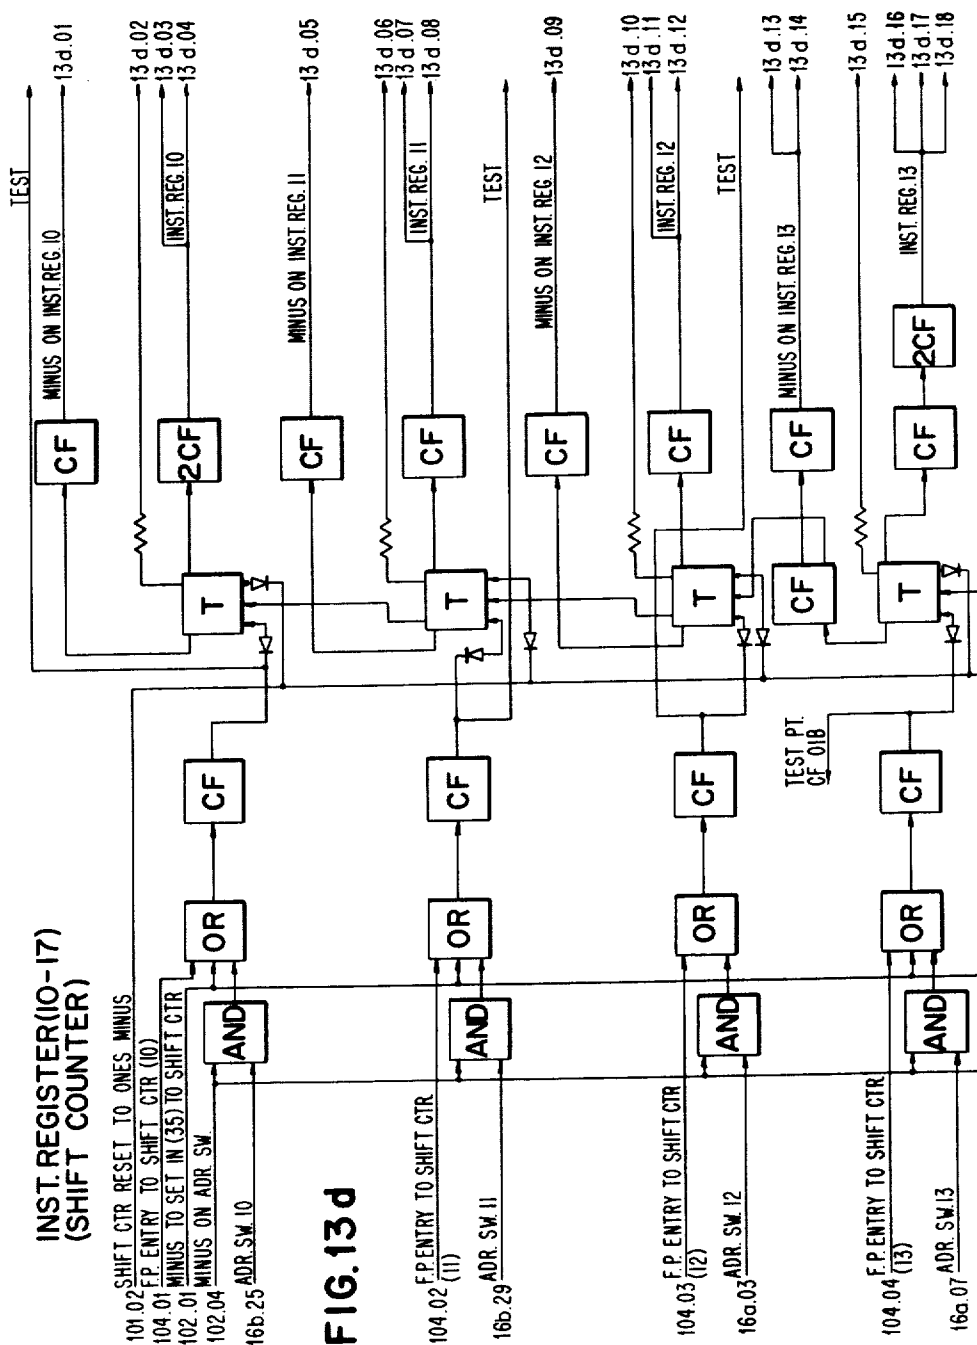 INST. REGISTER (10-17)
(SHIFT COUNTER)
FIG. 13d
101.02 SHIFT CTR RESET TO ONES MINUS
104.01 F.P. ENTRY TO SHIFT CTR (10)
102.01 MINUS TO SET IN (35) TO SHIFT CTR
102.04 MINUS ON ADR. SW.
16b.25 ADR. SW. 10
AND
OR
CF
T
CF
2CF
TEST
MINUS ON INST. REG. 10
13d.01
13d.02
13d.03
INST. REG. 10
13d.04
104.02 F.P. ENTRY TO SHIFT CTR
(11)
16b.29 ADR. SW. 11
AND
OR
CF
T
CF
CF
MINUS ON INST. REG. 11
13d.05
13d.06
13d.07
INST. REG. 11
13d.08
TEST
104.03 F.P. ENTRY TO SHIFT CTR
(12)
16a.03 ADR. SW. 12
AND
OR
CF
T
CF
CF
MINUS ON INST. REG. 12
13d.09
13d.10
13d.11
INST. REG. 12
13d.12
TEST
104.04 F.P. ENTRY TO SHIFT CTR
(13)
16a.07 ADR. SW. 13
AND
OR
CF
TEST PT.
CF 01B
T
CF
CF
CF
2CF
MINUS ON INST. REG. 13
13d.13
13d.14
13d.15
INST. REG. 13
13d.16
13d.17
13d.18